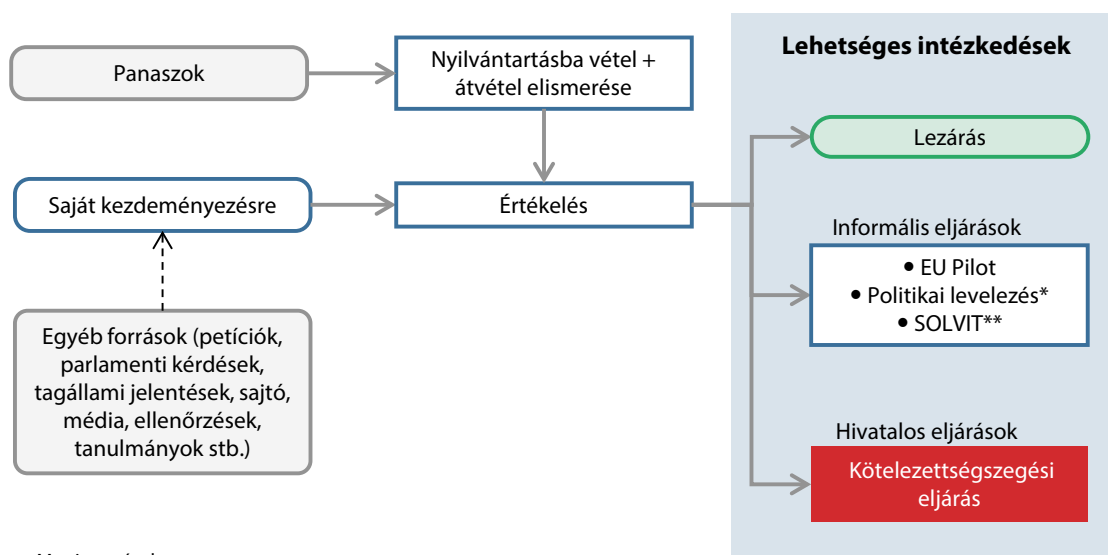 Lehetséges intézkedések
Panaszok
Nyilvántartásba vétel +
átvétel elismerése
Lezárás
Saját kezdeményezésre
Értékelés
Informális eljárások
• EU Pilot
• Politikai levelezés*
• SOLVIT**
Egyéb források (petíciók,
parlamenti kérdések,
tagállami jelentések, sajtó,
média, ellenőrzések,
tanulmányok stb.)
Hivatalos eljárások
Kötelezettségszegési
eljárás